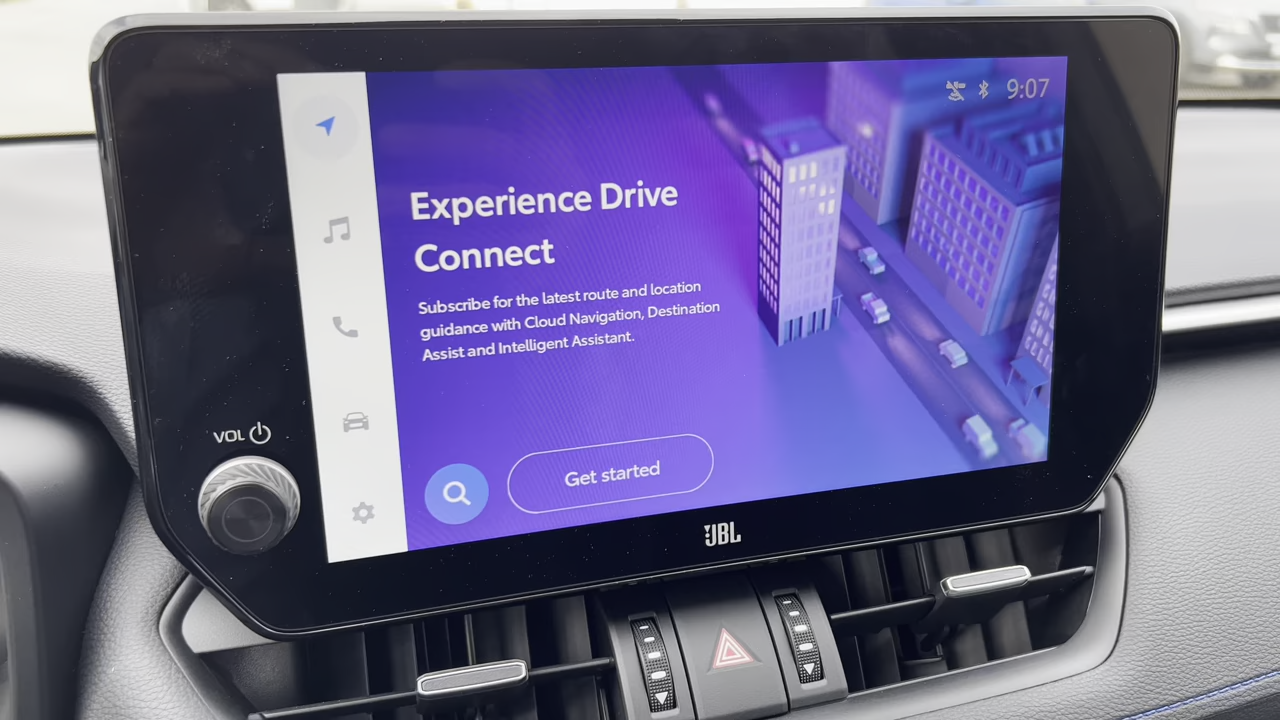 9:07
Experience Drive
Connect
Subscribe for the latest route and location
guidance with Cloud Navigation, Destination
Assist and Intelligent Assistant.
VOL
Get started
JBL